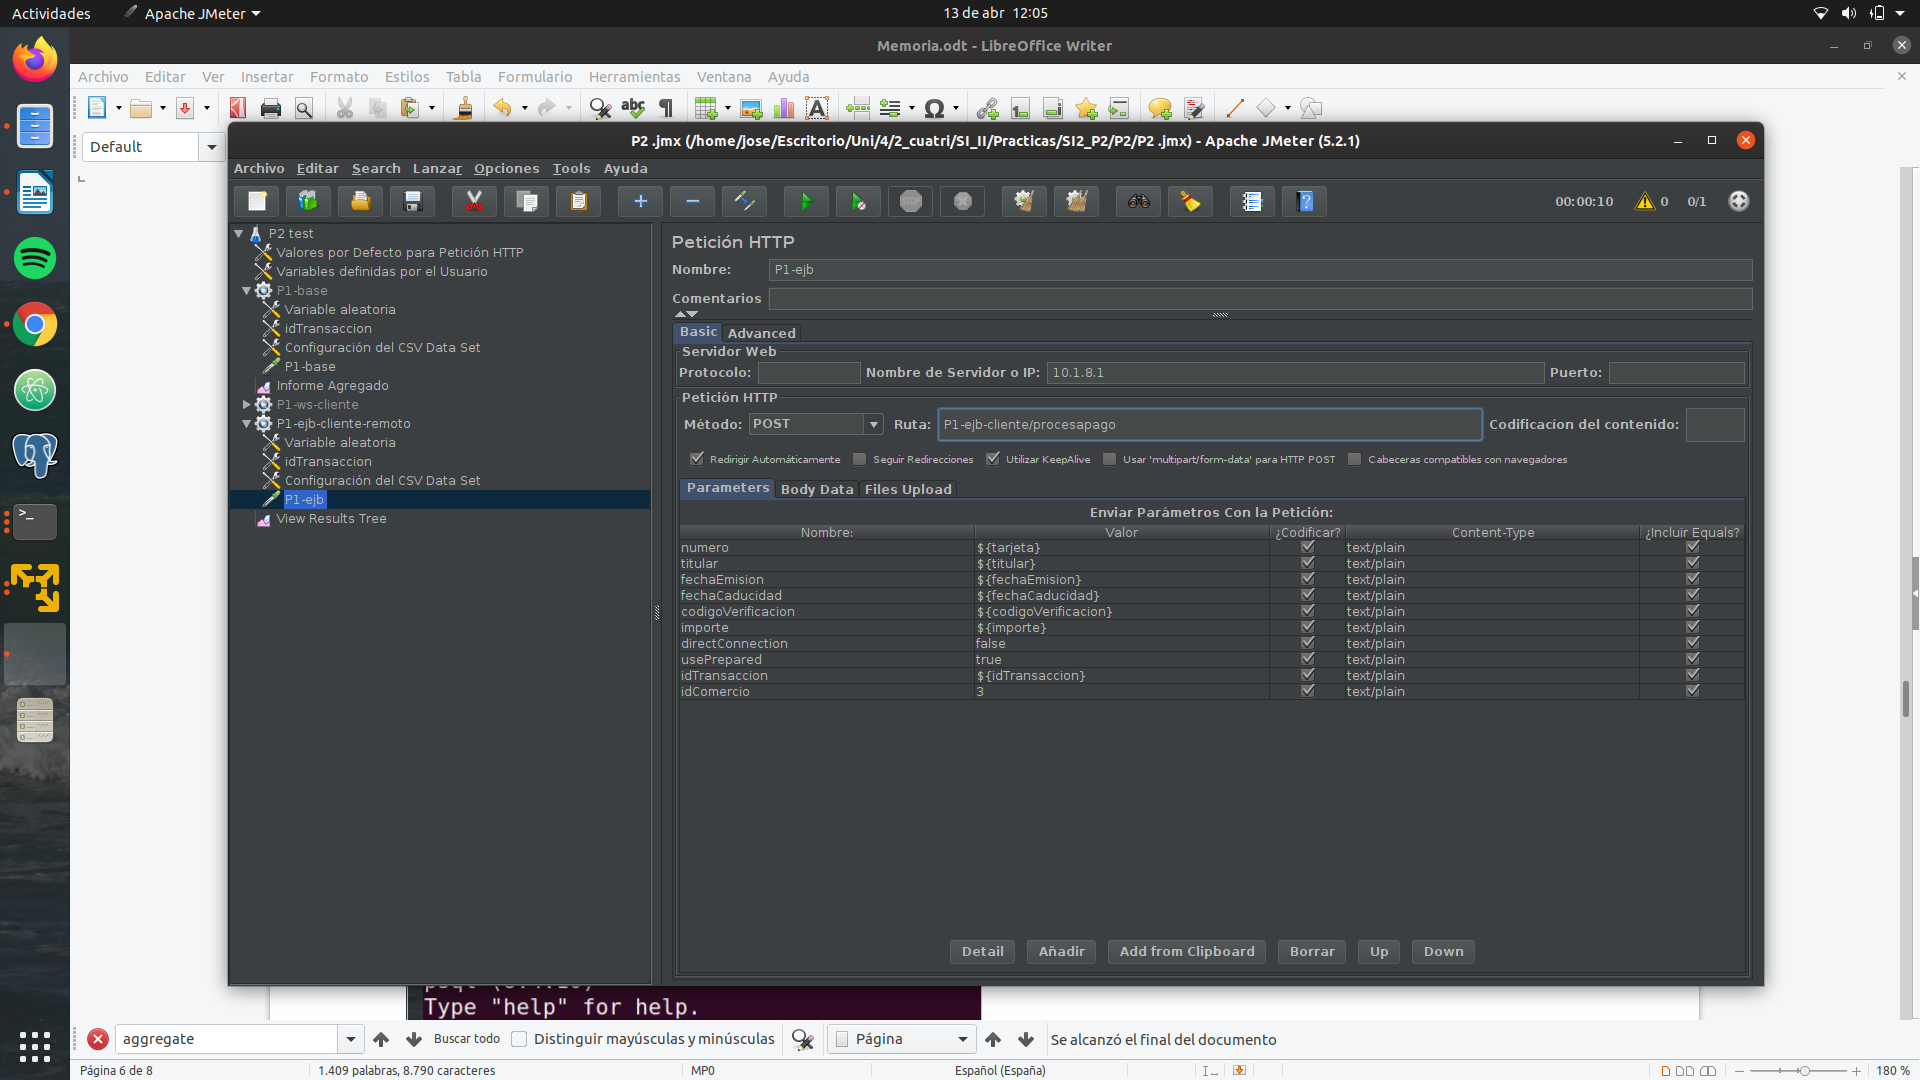 Actividades
Apache JMeter
13 de abr 12:05
Memoria.odt - LibreOffice Writer
Archivo Editar Ver Insertar Formato Estilos Tabla Formulario Herramientas Ventana Ayuda
Default
P2 .jmx (/home/jose/Escritorio/Uni/4/2_cuatri/SI_II/Practicas/SI2_P2/P2/P2 .jmx) - Apache JMeter (5.2.1)
Archivo Editar Search Lanzar Opciones Tools Ayuda
STOP
00:00:10 0 0/1
P2 test
Valores por Defecto para Petición HTTP
Variables definidas por el Usuario
P1-base
Variable aleatoria
idTransaccion
Configuración del CSV Data Set
P1-base
Informe Agregado
P1-ws-cliente
P1-ejb-cliente-remoto
Variable aleatoria
idTransaccion
Configuración del CSV Data Set
P1-ejb
View Results Tree
Petición HTTP
Nombre: P1-ejb
Comentarios
Basic Advanced
Servidor Web
Protocolo: Nombre de Servidor o IP: 10.1.8.1 Puerto:
Petición HTTP
Método: POST Ruta: P1-ejb-cliente/procesapago Codificacíon del contenido:
Redirigir Automáticamente Seguir Redirecciones Utilizar KeepAlive Usar 'multipart/form-data' para HTTP POST Cabeceras compatibles con navegadores
Parameters Body Data Files Upload
Enviar Parámetros Con la Petición:
Nombre: Valor ¿Codificar? Content-Type ¿Incluir Equals?
numero ${tarjeta} text/plain
titular ${titular} text/plain
fechaEmision ${fechaEmision} text/plain
fechaCaducidad ${fechaCaducidad} text/plain
codigoVerificacion ${codigoVerificacion} text/plain
importe ${importe} text/plain
directConnection false text/plain
usePrepared true text/plain
idTransaccion ${idTransaccion} text/plain
idComercio 3 text/plain
Detail Añadir Add from Clipboard Borrar Up Down
Type "help" for help.
aggregate Buscar todo Distinguir mayúsculas y minúsculas Página Se alcanzó el final del documento
Página 6 de 8 1.409 palabras, 8.790 caracteres MP0 Español (España) 180 %